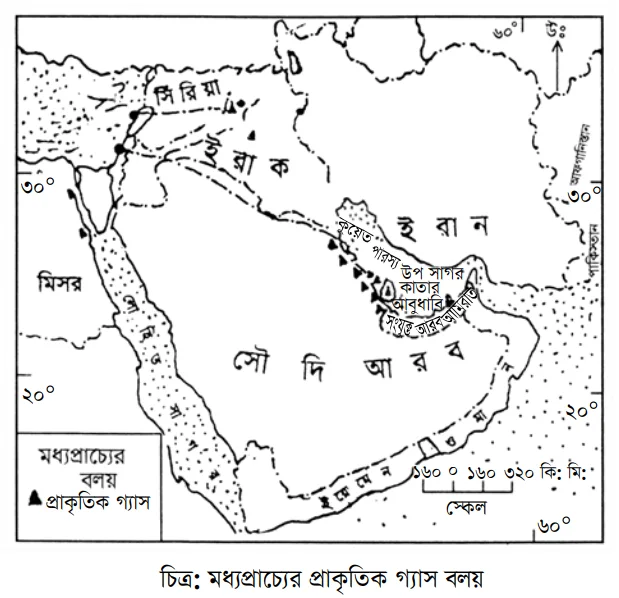 ৬০°
উঃ
সিরিয়া
ইরাক
আফগানিস্তান
৩০°
৩০°
ইরান
পাকিস্তান
কুয়েত পারস্য
উপ সাগর
কাতার
আবুধাবি
সংযুক্ত আরব আমিরাত
মিসর
লোহিত সাগর
সৌদি আরব
২০°
২০°
ওমান
ইয়েমেন
মধ্যপ্রাচ্যের
বলয়
প্রাকৃতিক গ্যাস
১৬০ ০ ১৬০ ৩২০ কি: মি:
স্কেল
৬০°
চিত্র: মধ্যপ্রাচ্যের প্রাকৃতিক গ্যাস বলয়